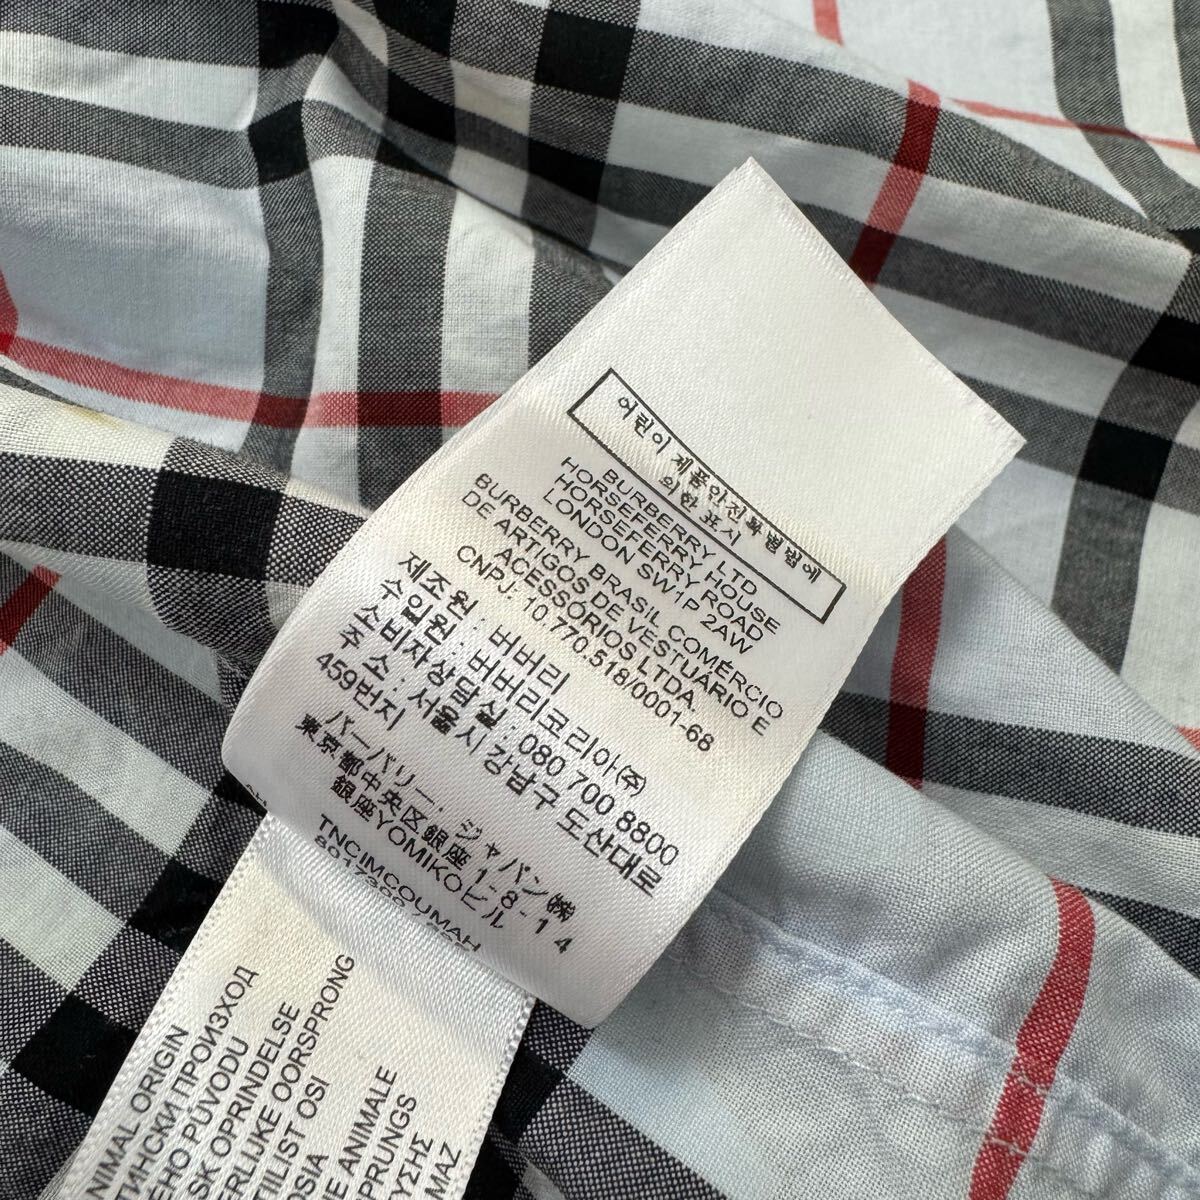 어린이 제품안전특별법에
의한 표시
BURBERRY LTD
HORSEFERRY HOUSE
HORSEFERRY ROAD
LONDON SW1P 2AW
BURBERRY BRASIL COMÉRCIO
DE ARTIGOS DE VESTUÁRIO E
ACESSÓRIOS LTDA.
CNPJ: 10.770.518/0001-68
제조원 : 버버리
수입원 : 버버리코리아㈜
소비자상담실 : 080 700 8800
주소 : 서울시 강남구 도산대로
459번지
バーバリー. ジャパン㈱
東京都中央区銀座 1-8-14
銀座YOMIKOビル
TNCIMCOUMAH
ANIMAL ORIGIN
ПРОИЗХОД
PŮVODU
OPRINDELSE
OORSPRONG
OSI
ANIMALE